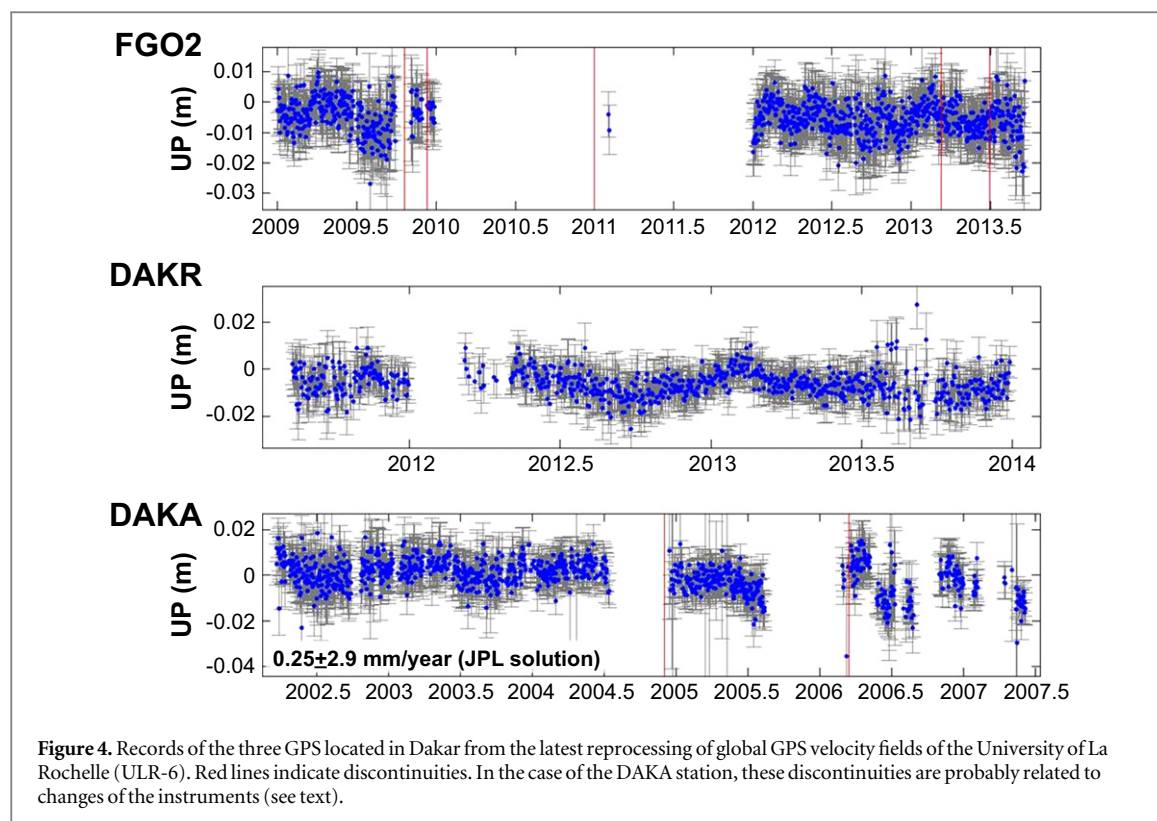 FGO2
UP (m)
0.01
0
-0.01
-0.02
-0.03
2009 2009.5 2010 2010.5 2011 2011.5 2012 2012.5 2013 2013.5
DAKR
UP (m)
0.02
0
-0.02
2012 2012.5 2013 2013.5 2014
DAKA
UP (m)
0.02
0
-0.02
-0.04
0.25±2.9 mm/year (JPL solution)
2002.5 2003 2003.5 2004 2004.5 2005 2005.5 2006 2006.5 2007 2007.5
Figure 4. Records of the three GPS located in Dakar from the latest reprocessing of global GPS velocity fields of the University of La
Rochelle (ULR-6). Red lines indicate discontinuities. In the case of the DAKA station, these discontinuities are probably related to
changes of the instruments (see text).